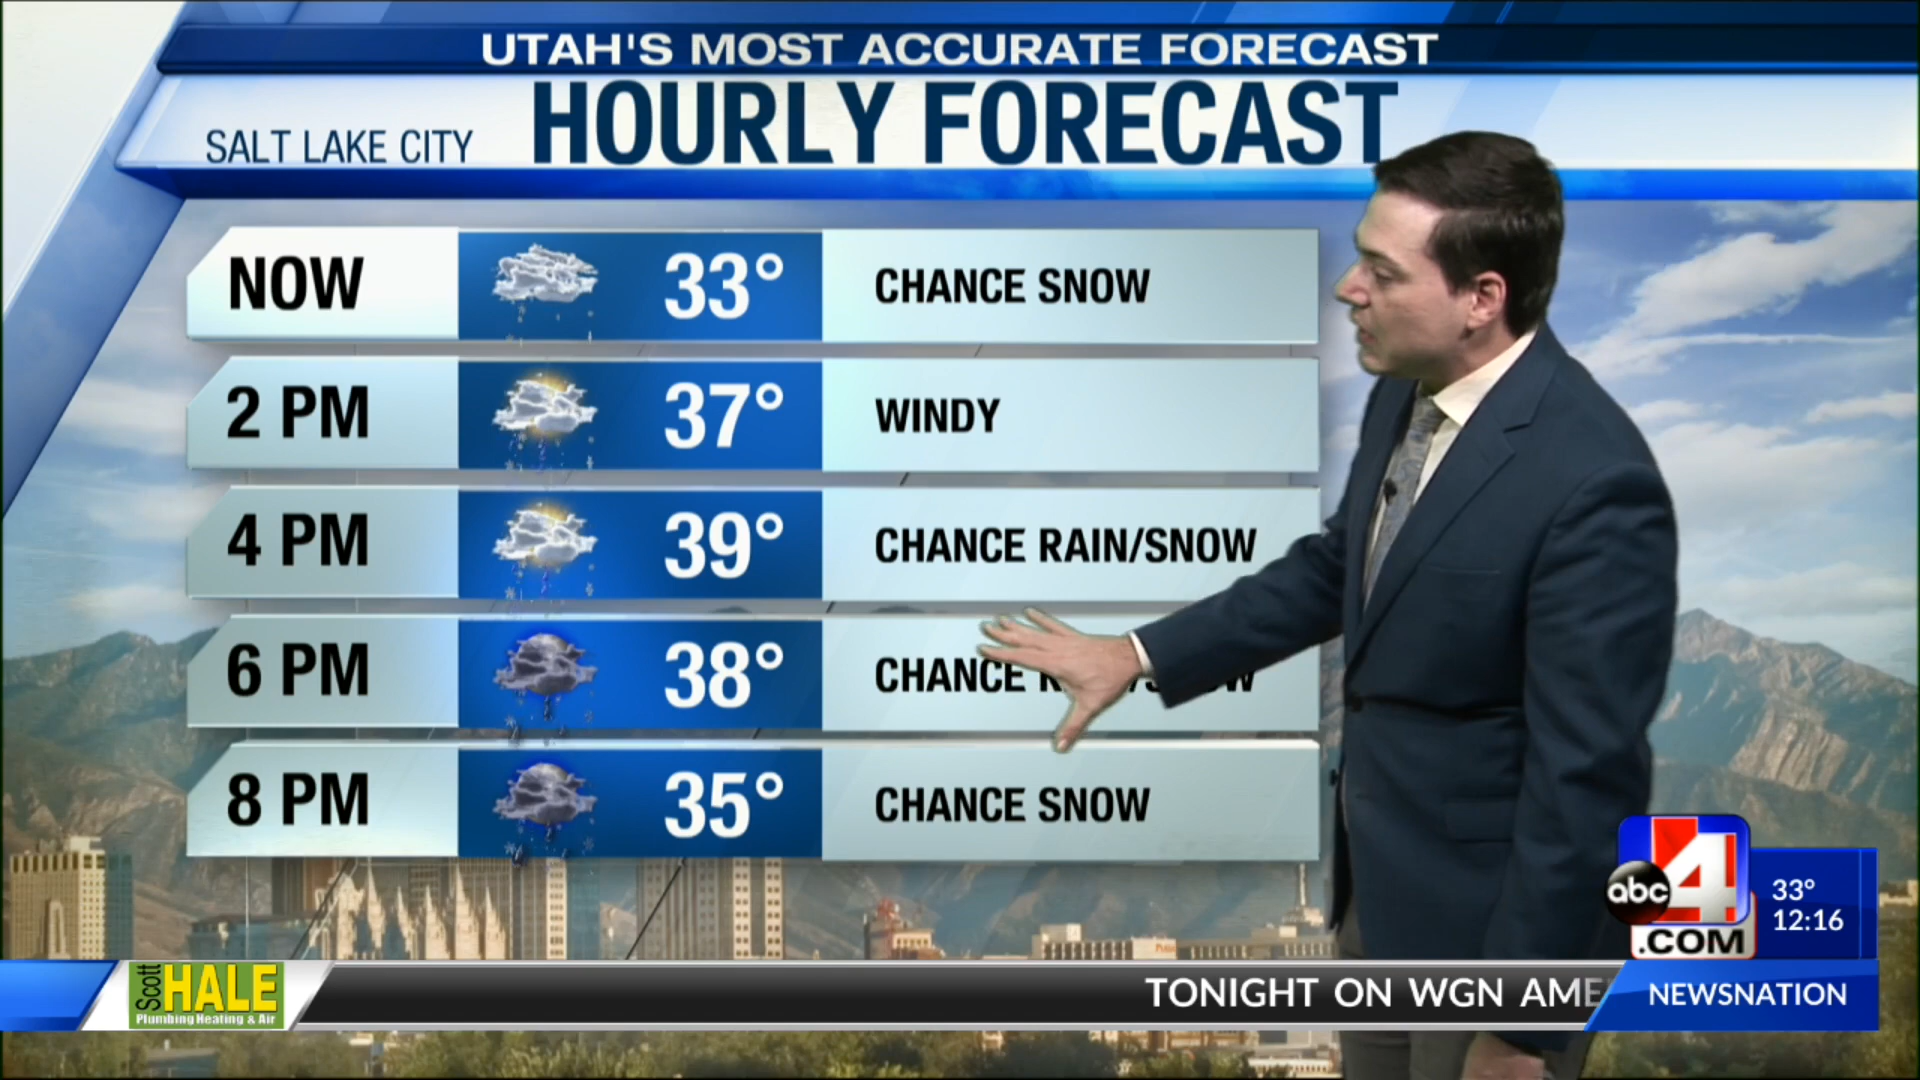 UTAH'S MOST ACCURATE FORECAST
SALT LAKE CITY HOURLY FORECAST
NOW 33° CHANCE SNOW
2 PM 37° WINDY
4 PM 39° CHANCE RAIN/SNOW
6 PM 38° CHANCE
8 PM 35° CHANCE SNOW
abc 4 33°
.COM 12:16
Scott HALE
Plumbing Heating & Air
TONIGHT ON WGN
NEWSNATION